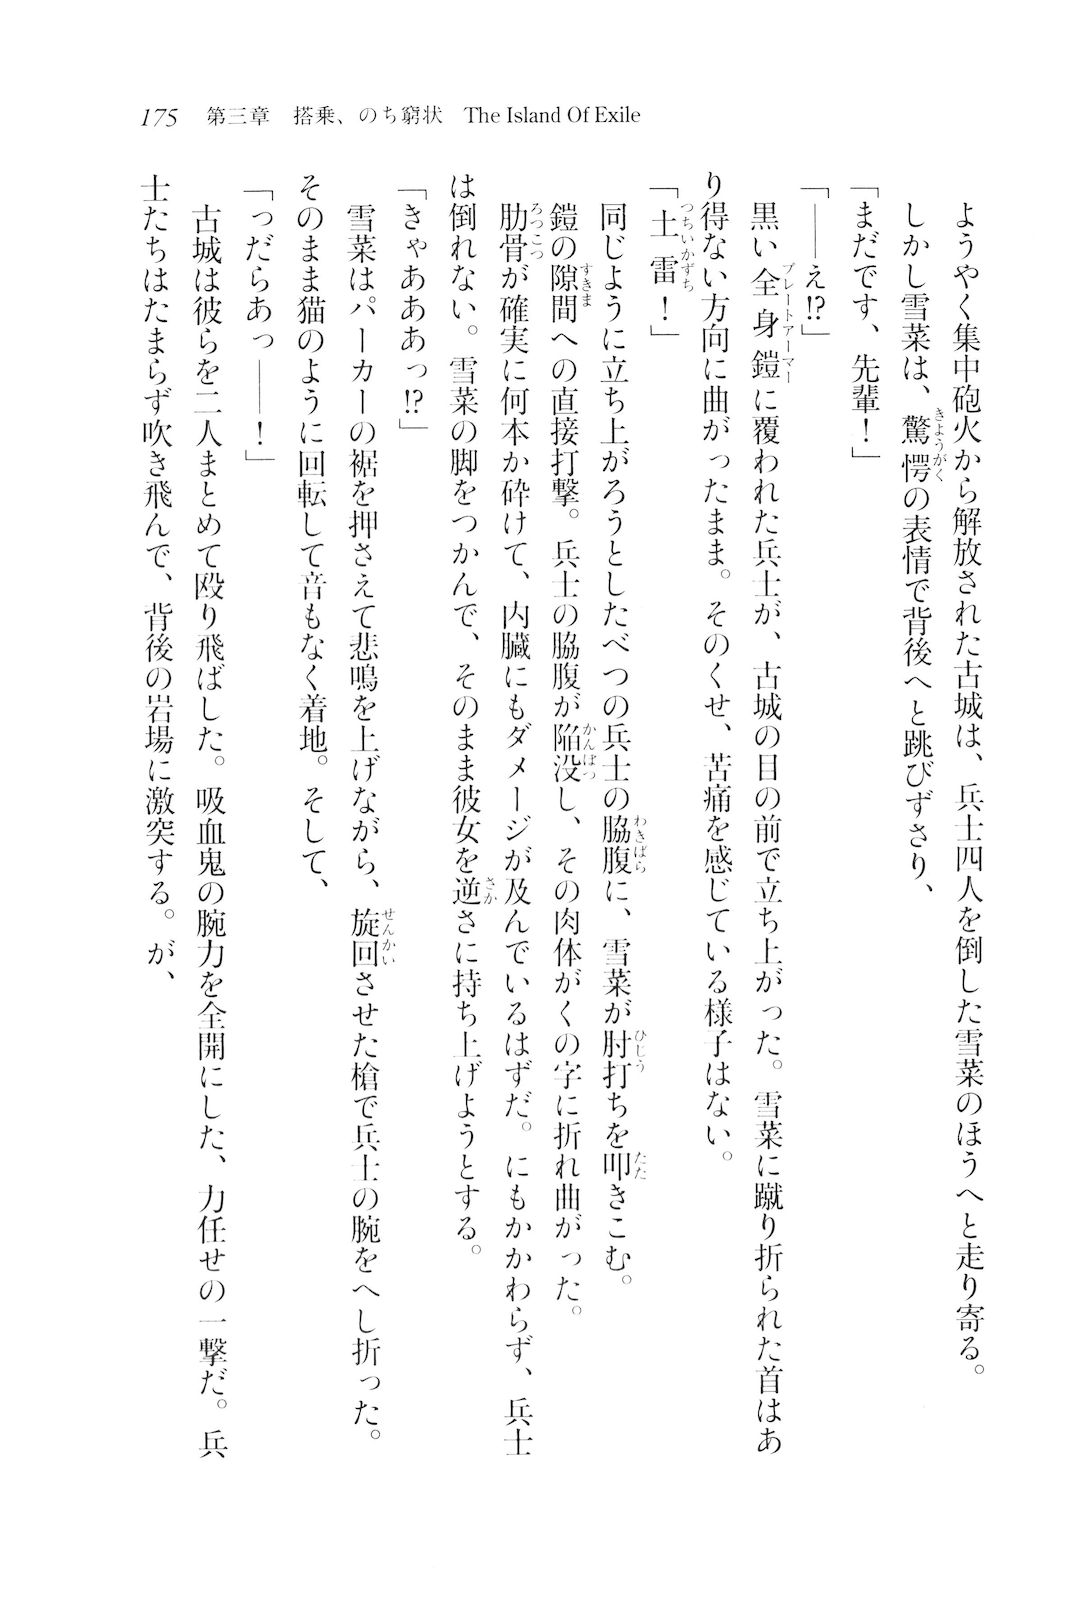 175 第三章 搭乗、のち窮状 The Island Of Exile
ようやく集中砲火から解放された古城は、兵士四人を倒した雪菜のほうへと走り寄る。
しかし雪菜は、驚愕の表情で背後へと跳びずさり、
「まだです、先輩！」
「——え!?」
黒い全身鎧に覆われた兵士が、古城の目の前で立ち上がった。雪菜に蹴り折られた首はあ
り得ない方向に曲がったまま。そのくせ、苦痛を感じている様子はない。
「土雷！」
同じように立ち上がろうとしたべつの兵士の脇腹に、雪菜が肘打ちを叩きこむ。
鎧の隙間への直接打撃。兵士の脇腹が陥没し、その肉体がくの字に折れ曲がった。
肋骨が確実に何本か砕けて、内臓にもダメージが及んでいるはずだ。にもかかわらず、兵士
は倒れない。雪菜の脚をつかんで、そのまま彼女を逆さに持ち上げようとする。
「きゃあああっ!?」
雪菜はパーカーの裾を押さえて悲鳴を上げながら、旋回させた槍で兵士の腕をへし折った。
そのまま猫のように回転して音もなく着地。そして、
「っだらあっ——！」
古城は彼らを二人まとめて殴り飛ばした。吸血鬼の腕力を全開にした、力任せの一撃だ。兵
士たちはたまらず吹き飛んで、背後の岩場に激突する。が、